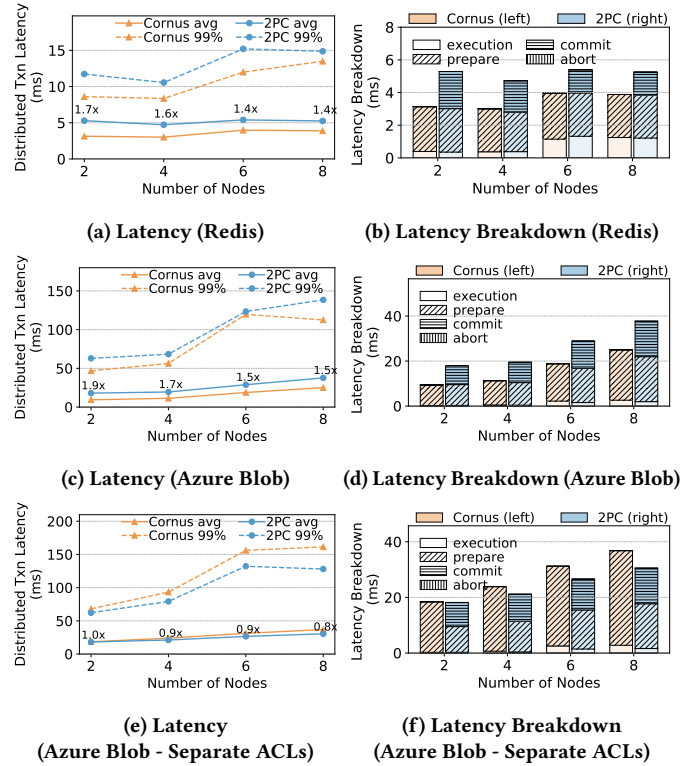 Cornus avg
2PC avg
Cornus 99%
2PC 99%
Distributed Txn Latency
(ms)
15
10
5
0
1.7x
1.6x
1.4x
1.4x
2
4
6
8
Number of Nodes
(a) Latency (Redis)
Cornus (left)
2PC (right)
execution
commit
prepare
abort
Latency Breakdown
(ms)
8
6
4
2
0
2
4
6
8
Number of Nodes
(b) Latency Breakdown (Redis)
Cornus avg
2PC avg
Cornus 99%
2PC 99%
Distributed Txn Latency
(ms)
150
100
50
0
1.9x
1.7x
1.5x
1.5x
2
4
6
8
Number of Nodes
(c) Latency (Azure Blob)
Cornus (left)
2PC (right)
execution
prepare
commit
abort
Latency Breakdown
(ms)
40
20
0
2
4
6
8
Number of Nodes
(d) Latency Breakdown (Azure Blob)
Cornus avg
2PC avg
Cornus 99%
2PC 99%
Distributed Txn Latency
(ms)
200
150
100
50
0
1.0x
0.9x
0.9x
0.8x
2
4
6
8
Number of Nodes
(e) Latency
(Azure Blob - Separate ACLs)
Cornus (left)
2PC (right)
execution
prepare
commit
abort
Latency Breakdown
(ms)
40
20
0
2
4
6
8
Number of Nodes
(f) Latency Breakdown
(Azure Blob - Separate ACLs)